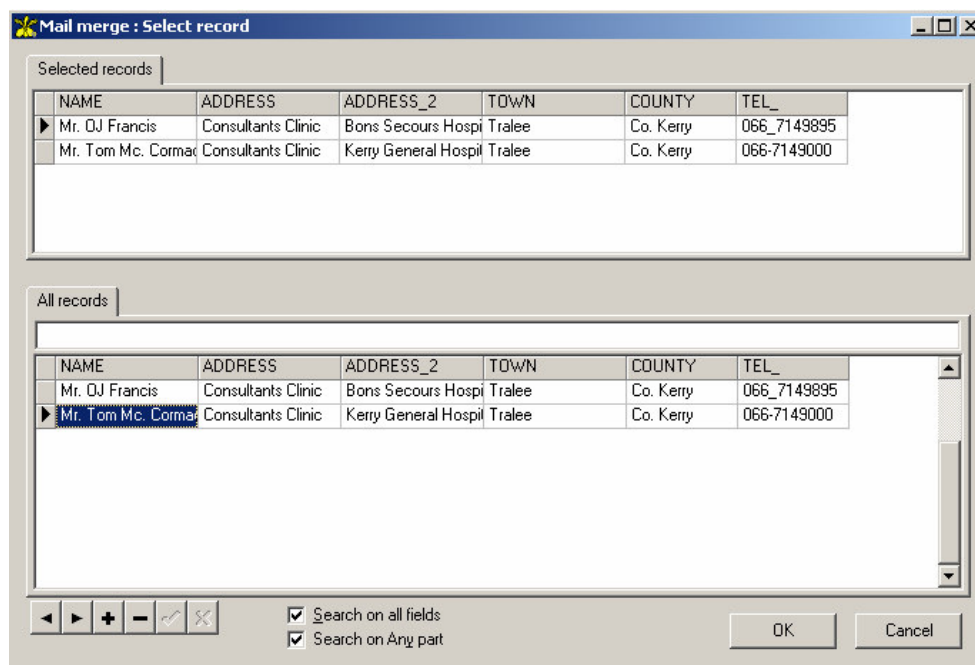 Mail merge : Select record
Selected records
NAME ADDRESS ADDRESS_2 TOWN COUNTY TEL_
Mr. OJ Francis Consultants Clinic Bons Secours Hospi Tralee Co. Kerry 066_7149895
Mr. Tom Mc. Cormac Consultants Clinic Kerry General Hospit Tralee Co. Kerry 066-7149000
All records
NAME ADDRESS ADDRESS_2 TOWN COUNTY TEL_
Mr. OJ Francis Consultants Clinic Bons Secours Hospi Tralee Co. Kerry 066_7149895
Mr. Tom Mc. Cormac Consultants Clinic Kerry General Hospit Tralee Co. Kerry 066-7149000
Search on all fields
Search on Any part
OK Cancel